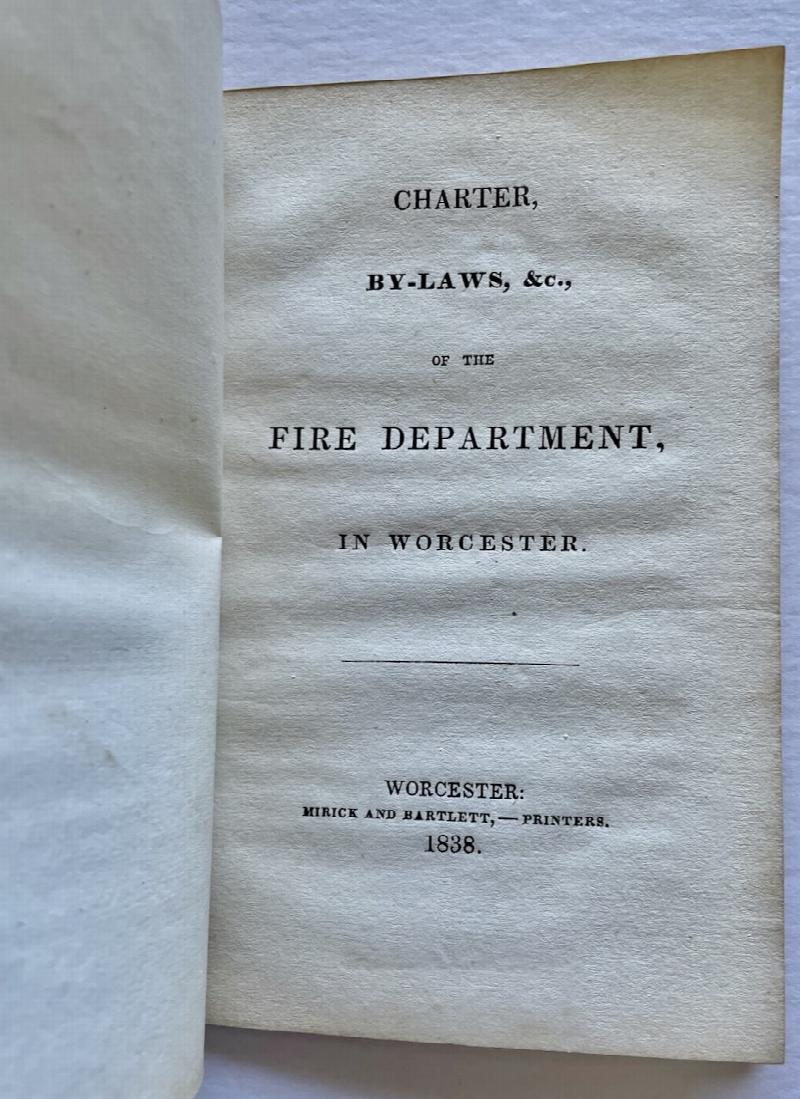 CHARTER,
BY-LAWS, &c.,
OF THE
FIRE DEPARTMENT,
IN WORCESTER.
WORCESTER:
MIRICK AND BARTLETT,—PRINTERS.
1838.